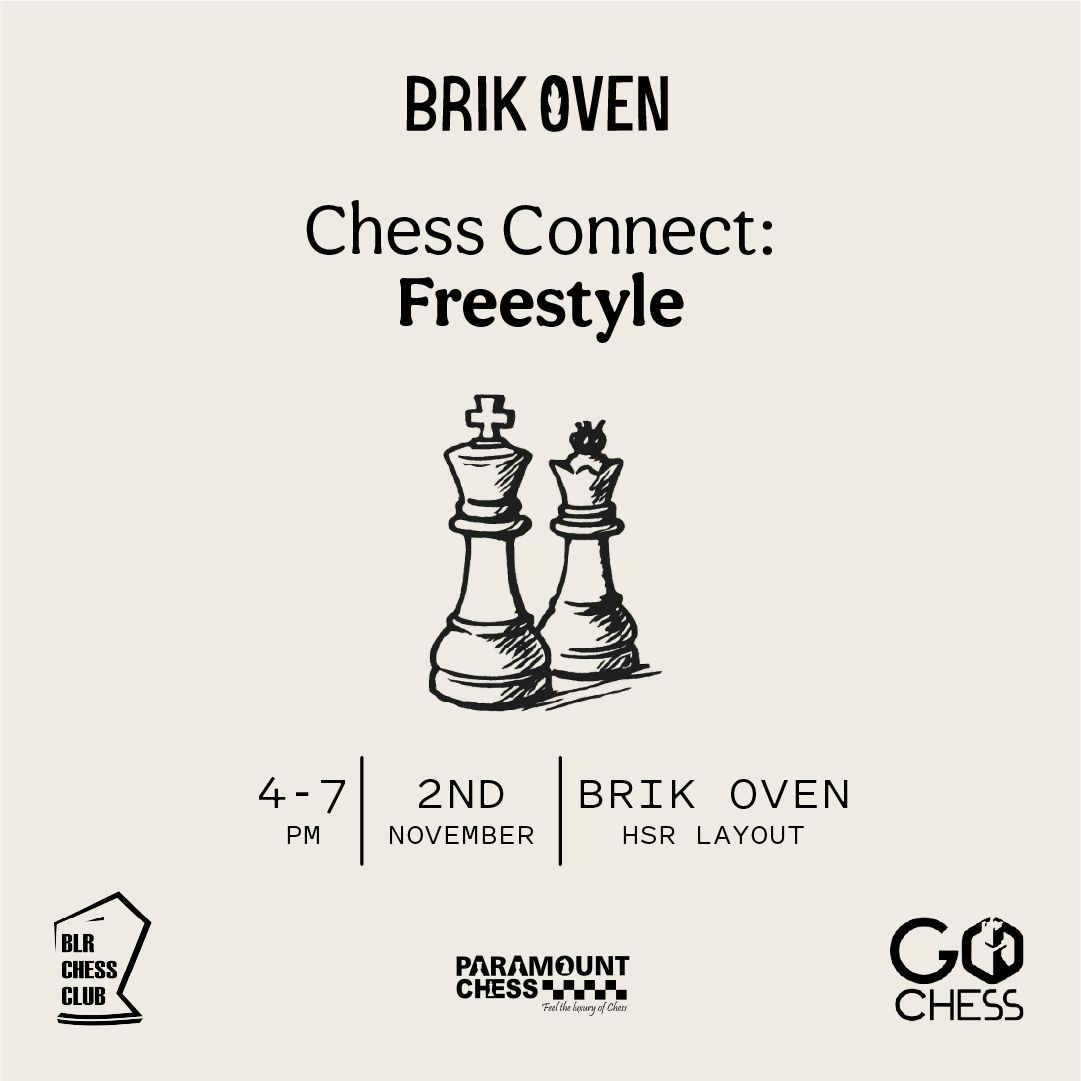 BRIK OVEN
Chess Connect:
Freestyle
4-7
PM
2ND
NOVEMBER
BRIK OVEN
HSR LAYOUT
BLR
CHESS
CLUB
PARAMOUNT
CHESS
Feel the luxury of Chess
GO
CHESS